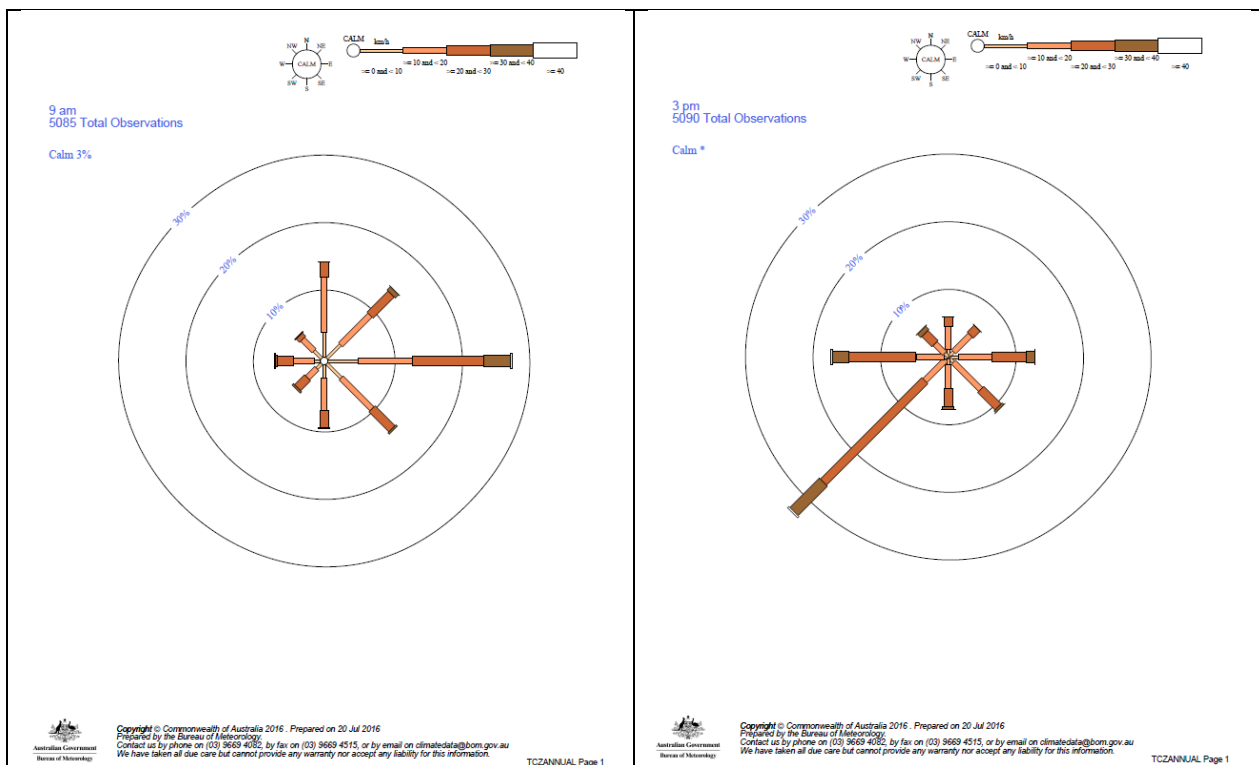 CALM
km/h
N
NW
NE
W
CALM
E
SW
SE
S
>= 10 and < 20
>= 30 and < 40
>= 0 and < 10
>= 20 and < 30
>= 40
9 am
5085 Total Observations
Calm 3%
30%
20%
10%
Copyright © Commonwealth of Australia 2016 . Prepared on 20 Jul 2016
Prepared by the Bureau of Meteorology.
Contact us by phone on (03) 9669 4082, by fax on (03) 9669 4515, or by email on climatedata@bom.gov.au
We have taken all due care but cannot provide any warranty nor accept any liability for this information.
Australian Government
Bureau of Meteorology
TCZANNUAL Page 1
CALM
km/h
N
NW
NE
W
CALM
E
SW
SE
S
>= 10 and < 20
>= 30 and < 40
>= 0 and < 10
>= 20 and < 30
>= 40
3 pm
5090 Total Observations
Calm *
30%
20%
10%
Copyright © Commonwealth of Australia 2016 . Prepared on 20 Jul 2016
Prepared by the Bureau of Meteorology.
Contact us by phone on (03) 9669 4082, by fax on (03) 9669 4515, or by email on climatedata@bom.gov.au
We have taken all due care but cannot provide any warranty nor accept any liability for this information.
Australian Government
Bureau of Meteorology
TCZANNUAL Page 1